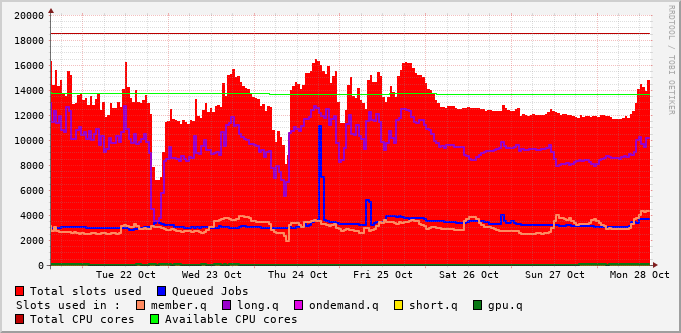 20000
18000
16000
14000
12000
10000
8000
6000
4000
2000
0
Tue 22 Oct Wed 23 Oct Thu 24 Oct Fri 25 Oct Sat 26 Oct Sun 27 Oct Mon 28 Oct
Total slots used Queued Jobs
Slots used in : member.q long.q ondemand.q short.q gpu.q
Total CPU cores Available CPU cores
RRDTOOL / TOBI OETIKER